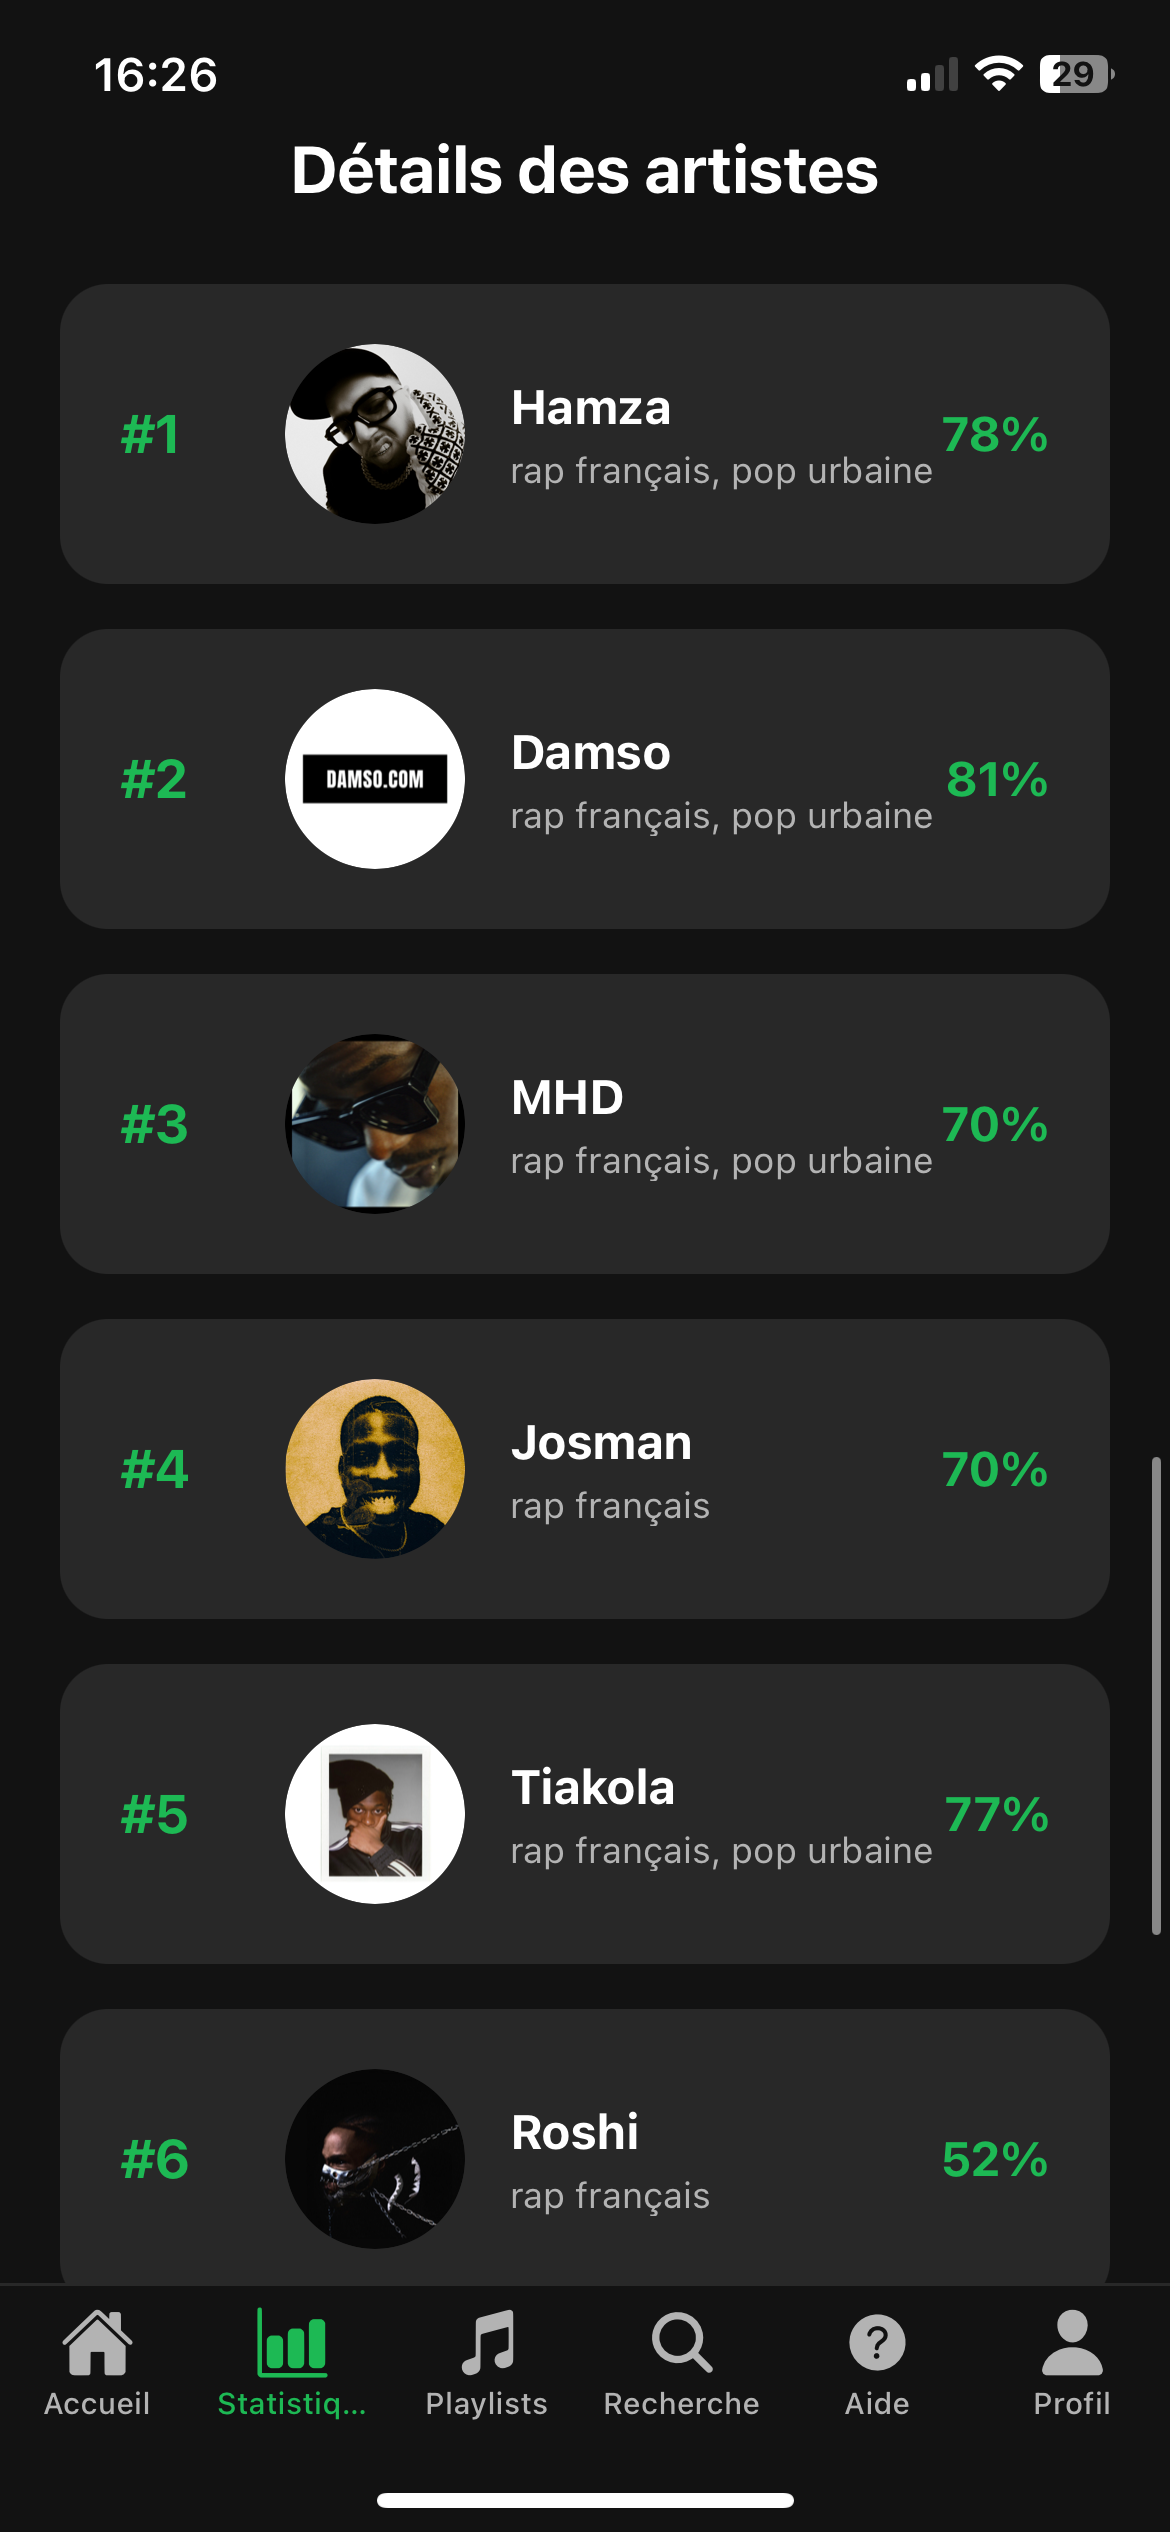 16:26
29
Détails des artistes
#1
Hamza
rap français, pop urbaine
78%
#2
DAMSO.COM
Damso
rap français, pop urbaine
81%
#3
MHD
rap français, pop urbaine
70%
#4
Josman
rap français
70%
#5
Tiakola
rap français, pop urbaine
77%
#6
Roshi
rap français
52%
Accueil
Statistiq...
Playlists
Recherche
Aide
Profil